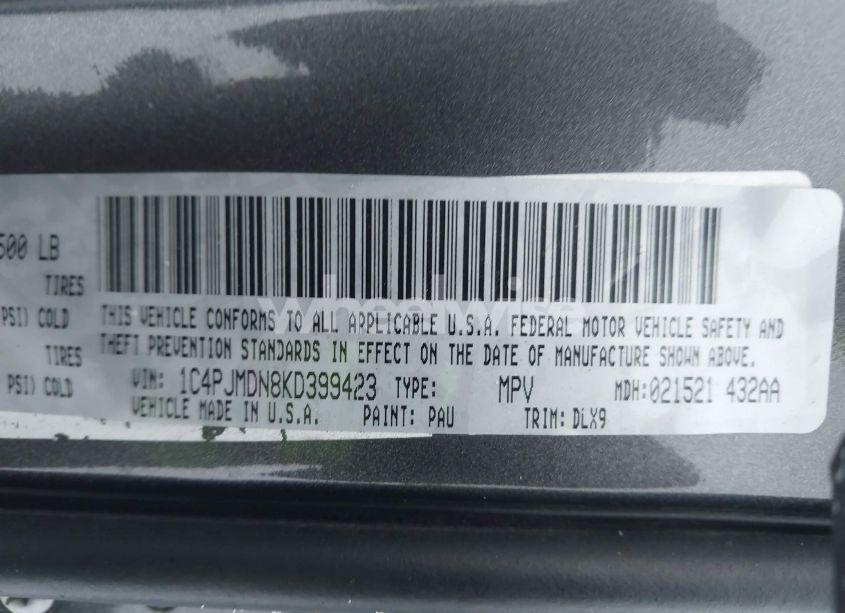 500 LB
TIRES
PSI) COLD
TIRES
PSI) COLD
THIS VEHICLE CONFORMS TO ALL APPLICABLE U.S.A. FEDERAL MOTOR VEHICLE SAFETY AND
THEFT PREVENTION STANDARDS IN EFFECT ON THE DATE OF MANUFACTURE SHOWN ABOVE.
VIN: 1C4PJMDN8KD399423 TYPE: MPV MDH:021521 432AA
VEHICLE MADE IN U.S.A. PAINT: PAU TRIM: DLX9
WheelWise